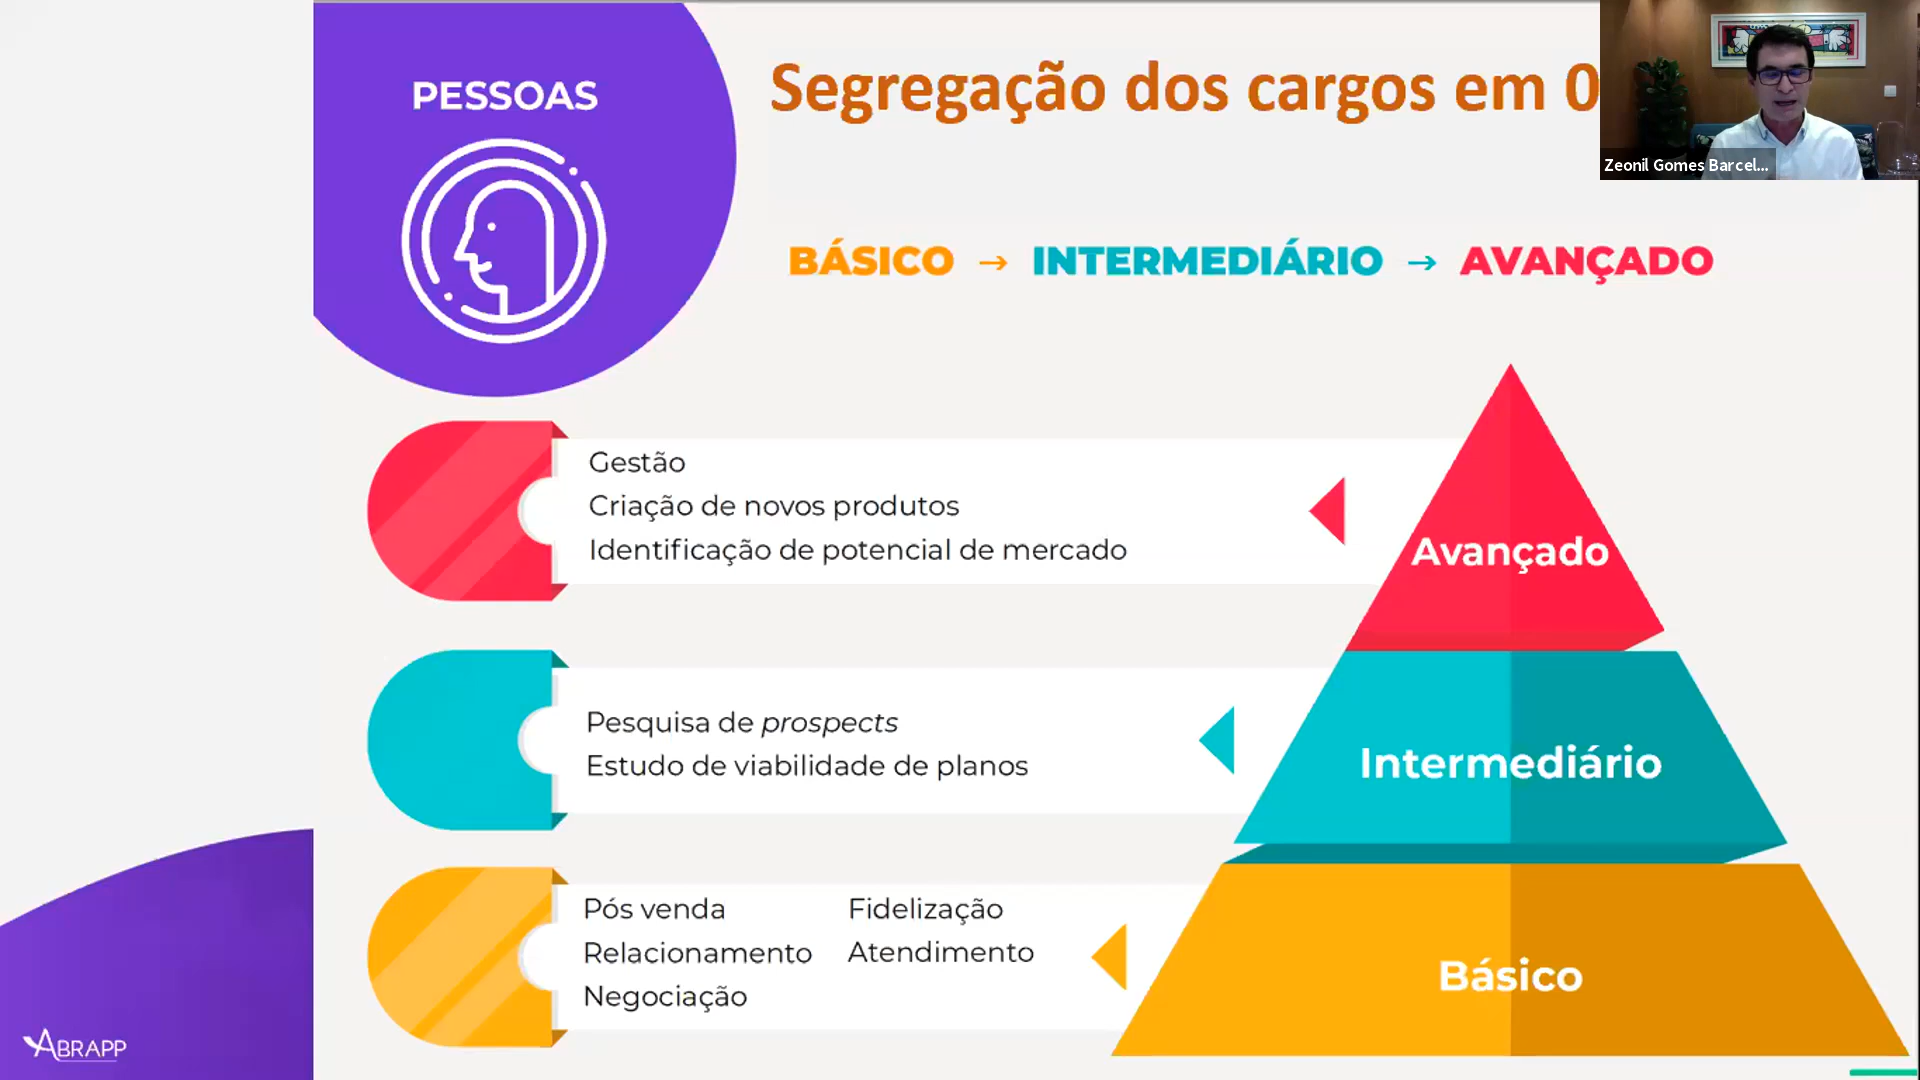 PESSOAS
Segregação dos cargos em 0
Zeonil Gomes Barcel...
BÁSICO → INTERMEDIÁRIO → AVANÇADO
Gestão
Criação de novos produtos
Identificação de potencial de mercado
Avançado
Pesquisa de prospects
Estudo de viabilidade de planos
Intermediário
Pós venda Fidelização
Relacionamento Atendimento
Negociação
Básico
ABRAPP